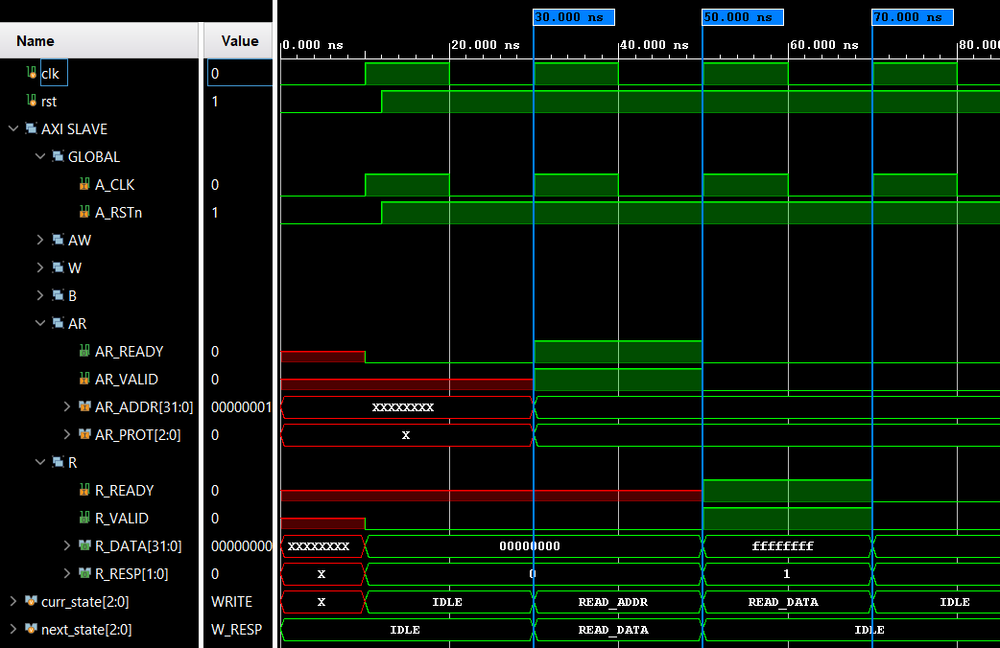 30.000 ns 50.000 ns 70.000 ns
Name Value 0.000 ns 20.000 ns 40.000 ns 60.000 ns 80.000
clk 0
rst 1
AXI SLAVE
GLOBAL
A_CLK 0
A_RSTn 1
AW
W
B
AR
AR_READY 0
AR_VALID 0
AR_ADDR[31:0] 00000001 XXXXXXXX
AR_PROT[2:0] 0 X
R
R_READY 0
R_VALID 0
R_DATA[31:0] 00000000 XXXXXXXX 00000000 ffffffff
R_RESP[1:0] 0 X 0 1
curr_state[2:0] WRITE X IDLE READ_ADDR READ_DATA IDLE
next_state[2:0] W_RESP IDLE READ_DATA IDLE